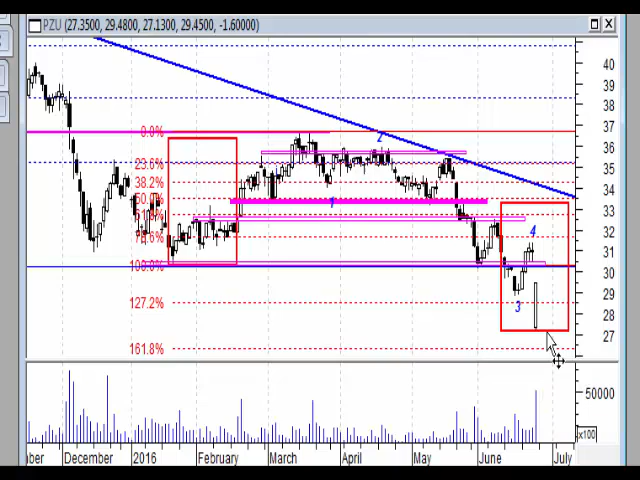 PZU (27.3500, 29.4800, 27.1300, 29.4500, -1.60000)
40
39
38
37
36
35
34
33
32
31
30
29
28
27
0.0%
23.6%
38.2%
50.0%
61.8%
78.6%
100.0%
127.2%
161.8%
1
2
3
4
50000
x100
ber
December
2016
February
March
April
May
June
July